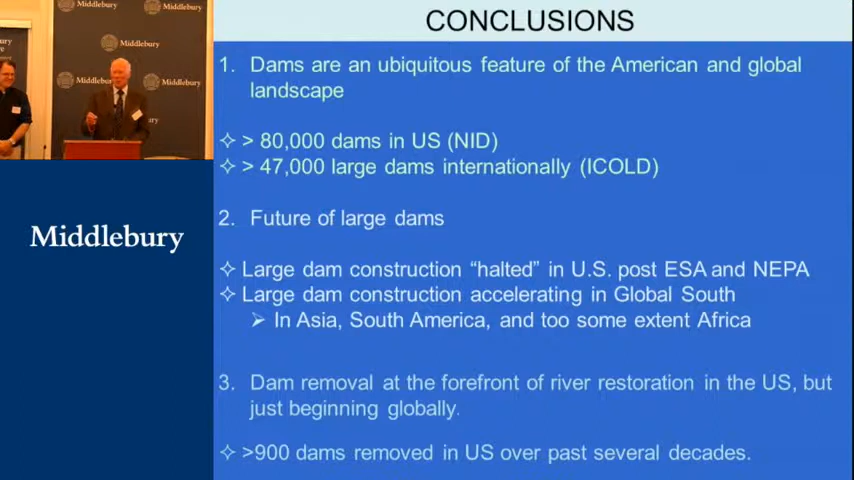 CONCLUSIONS
1. Dams are an ubiquitous feature of the American and global
landscape
> 80,000 dams in US (NID)
> 47,000 large dams internationally (ICOLD)
2. Future of large dams
Large dam construction “halted” in U.S. post ESA and NEPA
Large dam construction accelerating in Global South
In Asia, South America, and too some extent Africa
3. Dam removal at the forefront of river restoration in the US, but
just beginning globally.
>900 dams removed in US over past several decades.
Middlebury
Middlebury
Middlebury
Middlebury
Middlebury
Middlebury